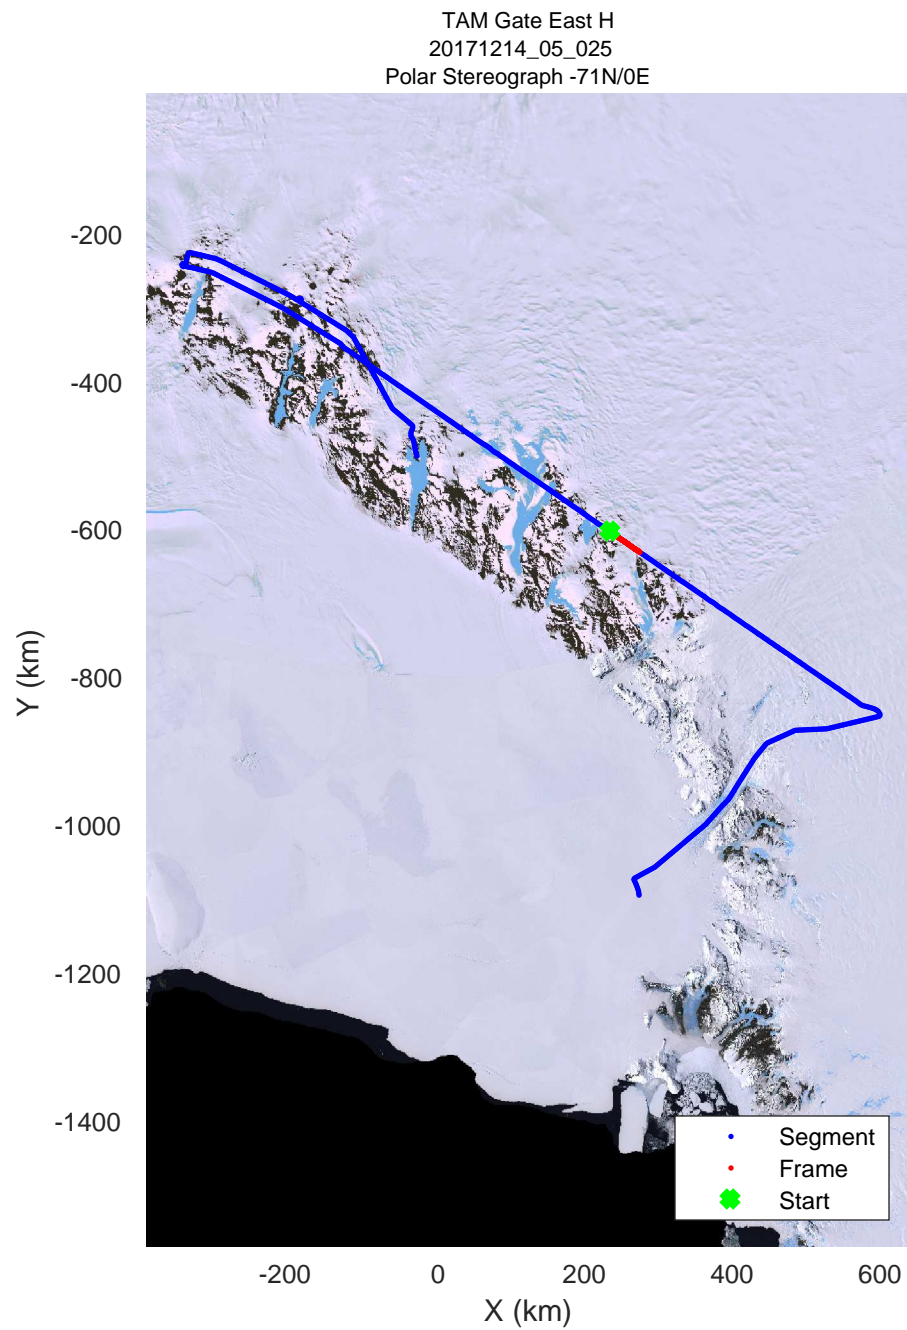 TAM Gate East H
20171214_05_025
Polar Stereograph -71N/0E
-200
-400
-600
-800
-1000
-1200
-1400
Y (km)
Segment
Frame
Start
-200 0 200 400 600
X (km)